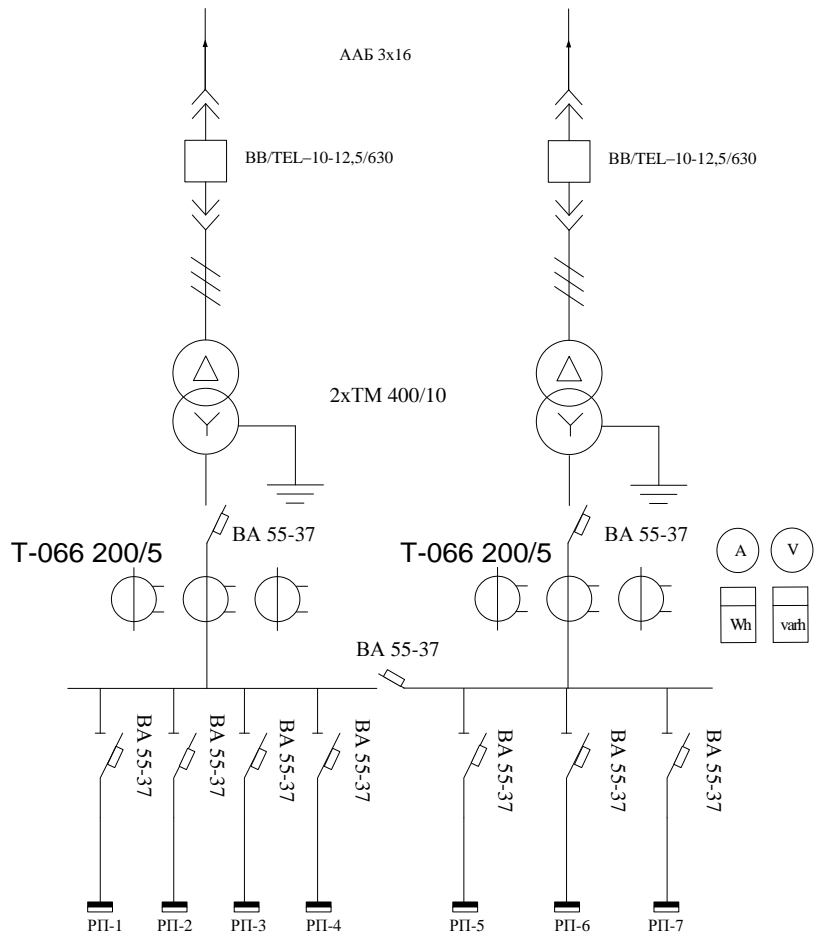 ААБ 3х16
ВВ/TEL–10-12,5/630
ВВ/TEL–10-12,5/630
2хТМ 400/10
ВА 55-37
ВА 55-37
Т-066 200/5
Т-066 200/5
A
V
Wh
varh
ВА 55-37
ВА 55-37
ВА 55-37
ВА 55-37
ВА 55-37
ВА 55-37
ВА 55-37
ВА 55-37
РП-1
РП-2
РП-3
РП-4
РП-5
РП-6
РП-7